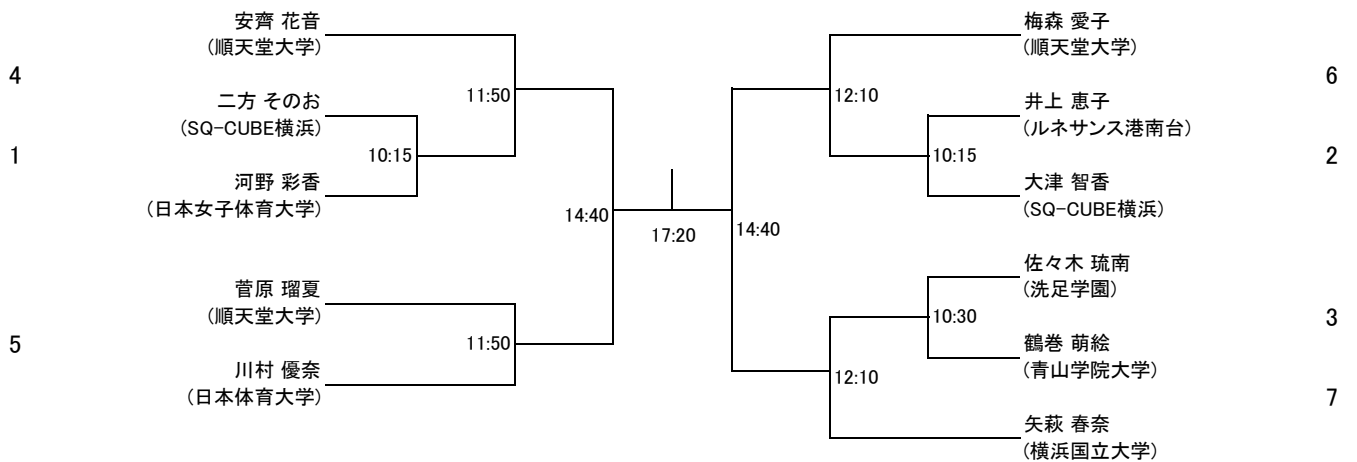 安齊 花音
(順天堂大学)
4
11:50
二方 そのお
(SQ-CUBE横浜)
1
10:15
河野 彩香
(日本女子体育大学)
14:40
菅原 瑠夏
(順天堂大学)
5
11:50
川村 優奈
(日本体育大学)
17:20
梅森 愛子
(順天堂大学)
6
12:10
井上 恵子
(ルネサンス港南台)
10:15
2
大津 智香
(SQ-CUBE横浜)
14:40
佐々木 琉南
(洗足学園)
10:30
3
鶴巻 萌絵
(青山学院大学)
12:10
7
矢萩 春奈
(横浜国立大学)